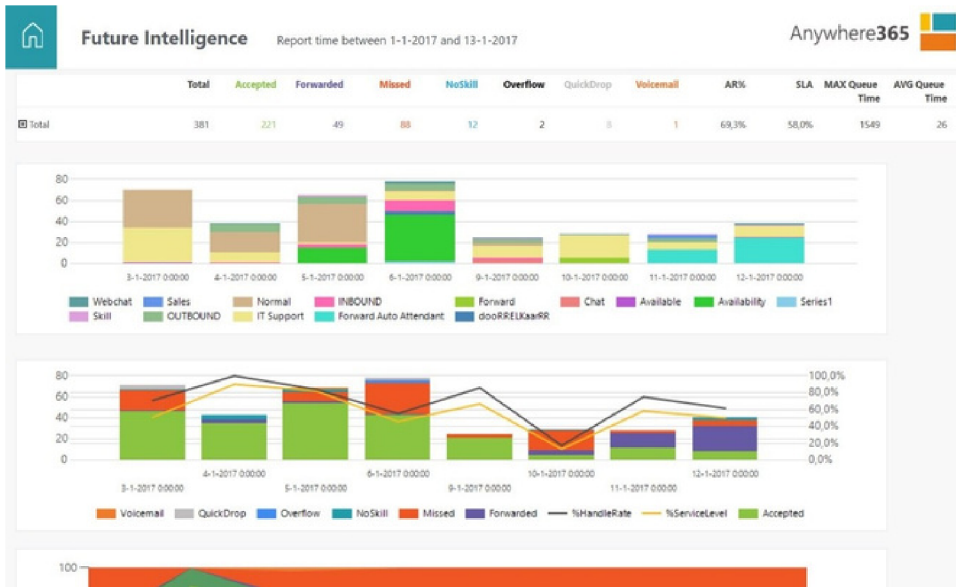 Future Intelligence Report time between 1-1-2017 and 13-1-2017 Anywhere365
Total Accepted Forwarded Missed NoSkill Overflow QuickDrop Voicemail AR% SLA MAX Queue Time AVG Queue Time
Total 381 221 49 88 12 2 8 1 69,3% 58,0% 1549 26
80
60
40
20
0
3-1-2017 0:00:00 4-1-2017 0:00:00 5-1-2017 0:00:00 6-1-2017 0:00:00 9-1-2017 0:00:00 10-1-2017 0:00:00 11-1-2017 0:00:00 12-1-2017 0:00:00
Webchat Sales Normal INBOUND Forward Chat Available Availability Series1
Skill OUTBOUND IT Support Forward Auto Attendant dooRRELKaarRR
80 100,0%
60 80,0%
40 60,0%
20 40,0%
0 20,0%
0,0%
4-1-2017 0:00:00 6-1-2017 0:00:00 10-1-2017 0:00:00 12-1-2017 0:00:00
3-1-2017 0:00:00 5-1-2017 0:00:00 9-1-2017 0:00:00 11-1-2017 0:00:00
Voicemail QuickDrop Overflow NoSkill Missed Forwarded %HandleRate %ServiceLevel Accepted
100